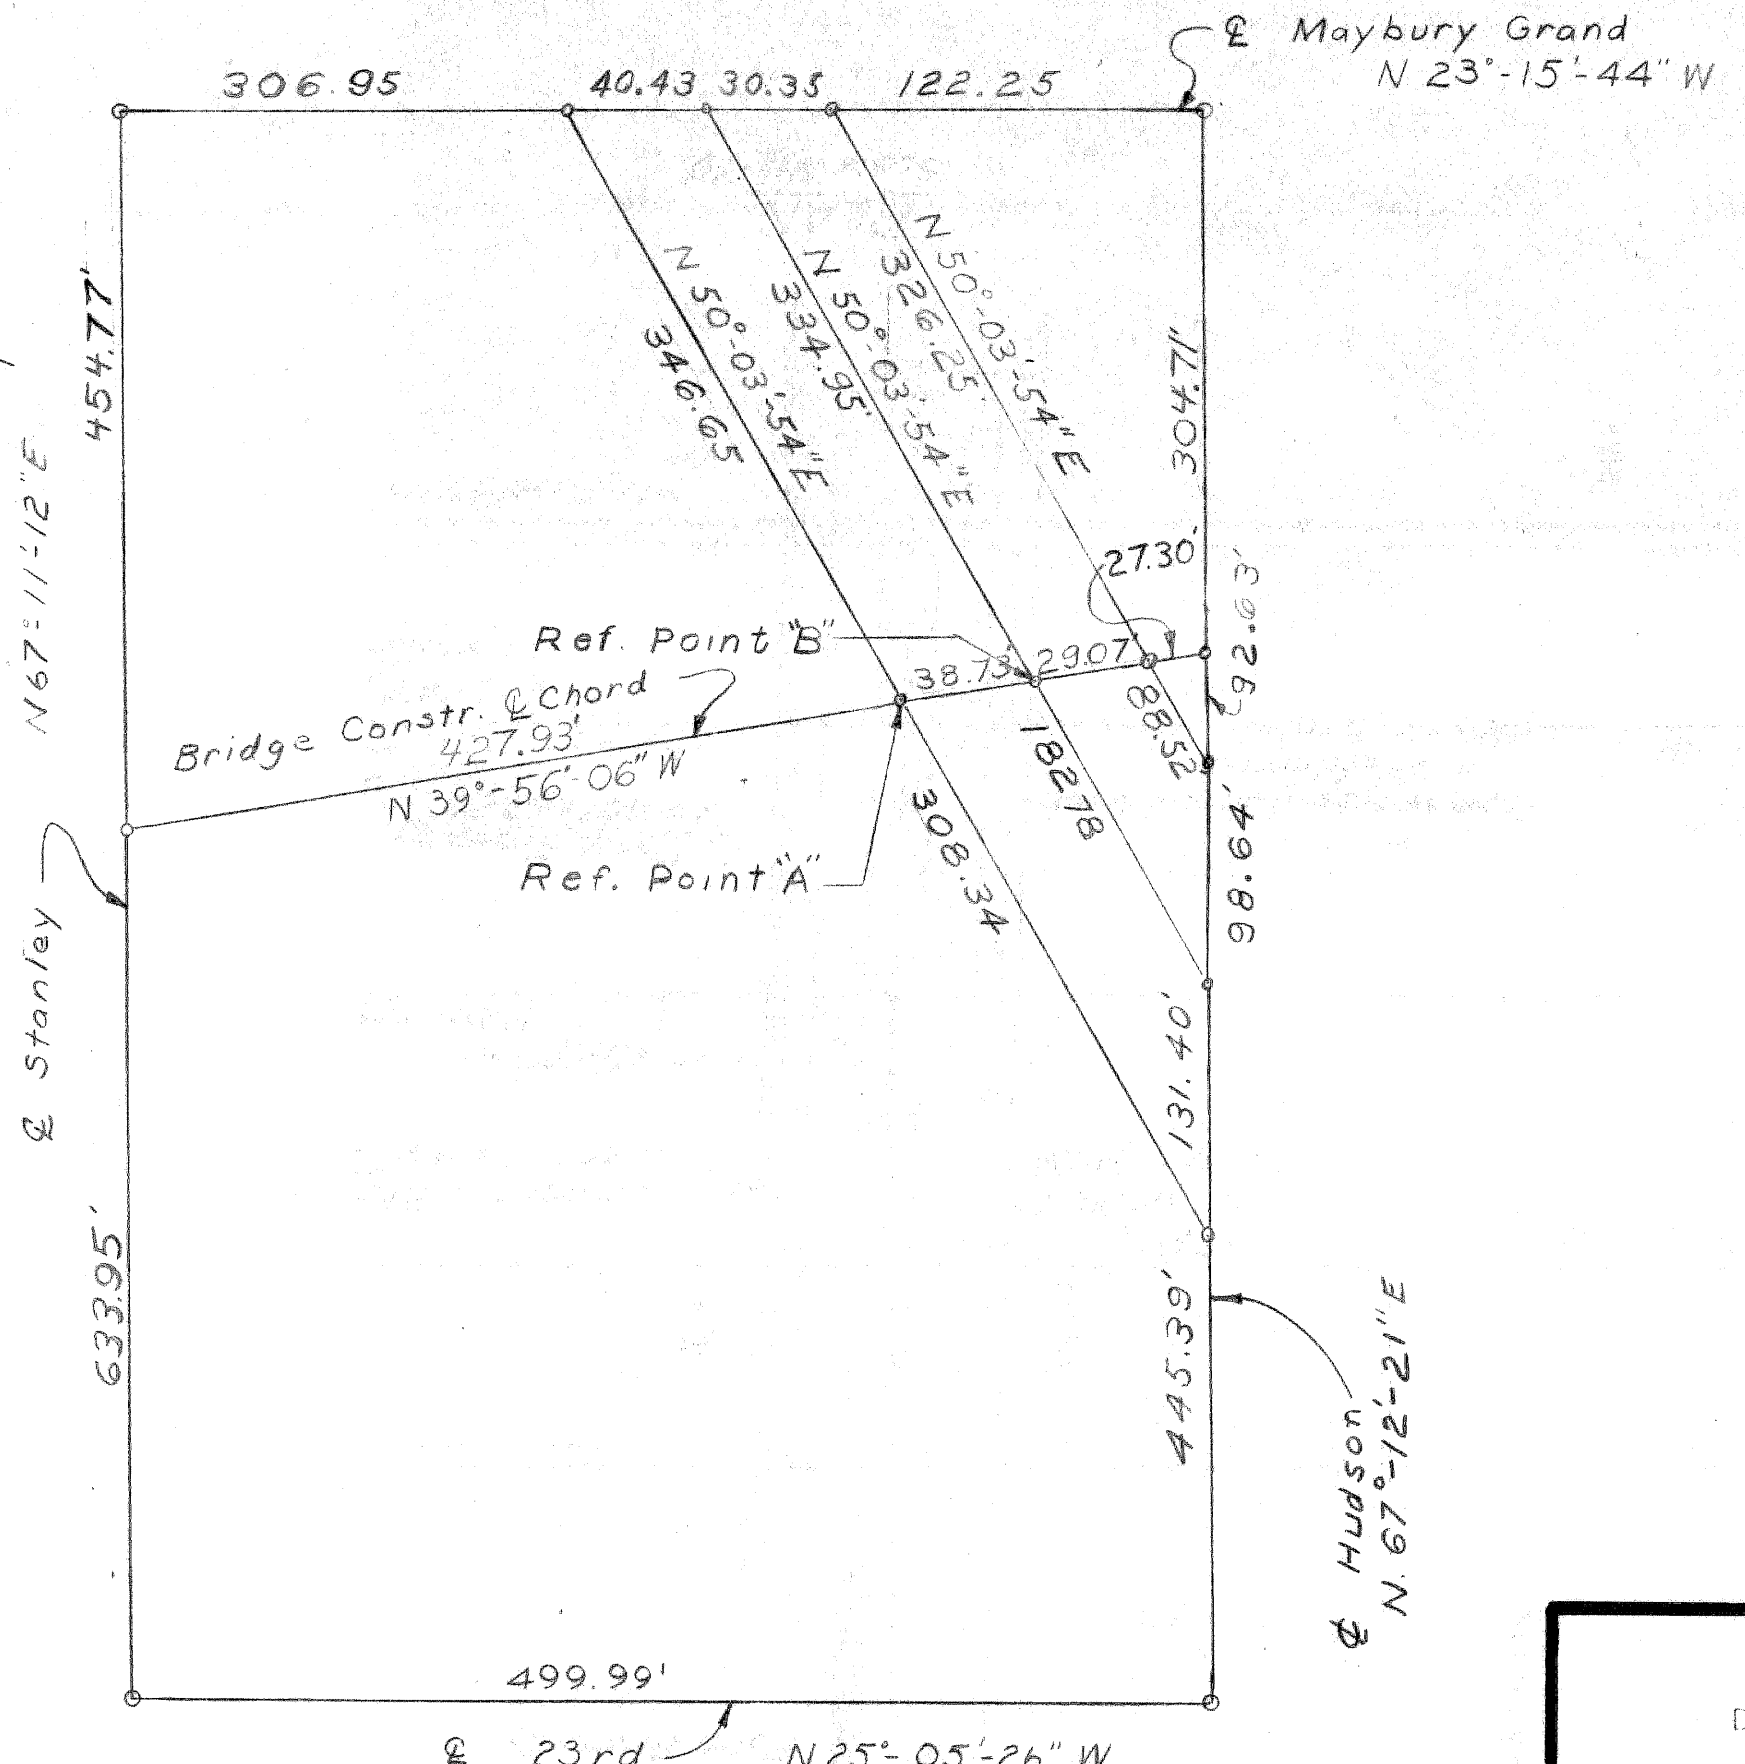 ℄ Maybury Grand
N 23°-15'-44" W
306.95
40.43
30.35
122.25
454.77'
N 50°-03'-54" E
346.65
N 50°-03'-54" E
334.95'
N 50°-03'-54" E
326.25'
304.71'
N67°-11'-12" E
27.30'
92.63'
Ref. Point "B"
38.73'
29.07'
Bridge Constr. ℄ Chord
427.93'
N 39°-56'-06" W
88.52
182.78
308.34
98.64'
Ref. Point "A"
℄ Stanley
131.40'
633.95'
445.39'
℄ Hudson
N. 67°-12'-21" E
499.99'
℄ 23rd
N 25°-05'-26" W